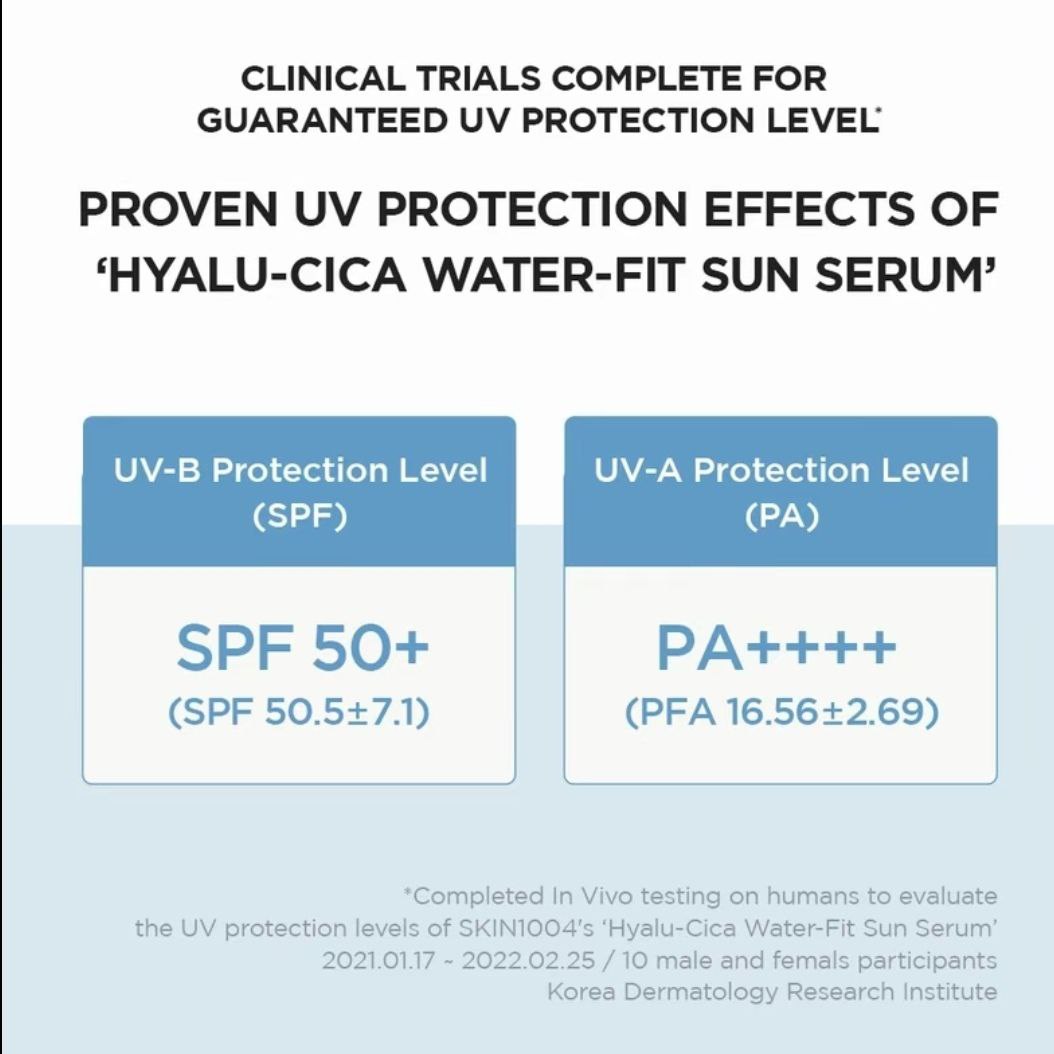 CLINICAL TRIALS COMPLETE FOR
GUARANTEED UV PROTECTION LEVEL*
PROVEN UV PROTECTION EFFECTS OF
‘HYALU-CICA WATER-FIT SUN SERUM’
UV-B Protection Level
(SPF)
SPF 50+
(SPF 50.5±7.1)
UV-A Protection Level
(PA)
PA++++
(PFA 16.56±2.69)
*Completed In Vivo testing on humans to evaluate
the UV protection levels of SKIN1004's ‘Hyalu-Cica Water-Fit Sun Serum’
2021.01.17 ~ 2022.02.25 / 10 male and femals participants
Korea Dermatology Research Institute